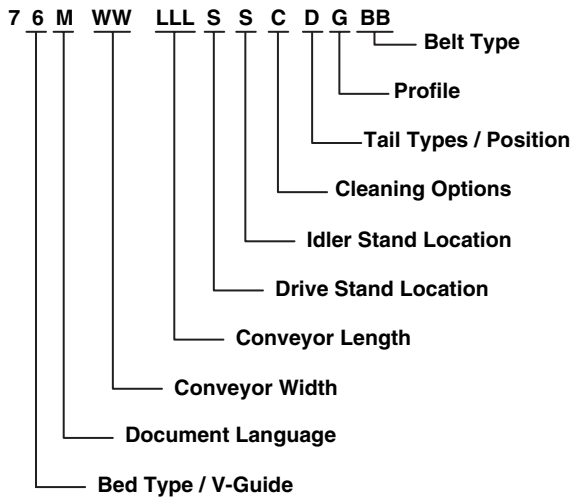 7 6 M WW LLL S S C D G BB
Belt Type
Profile
Tail Types / Position
Cleaning Options
Idler Stand Location
Drive Stand Location
Conveyor Length
Conveyor Width
Document Language
Bed Type / V-Guide